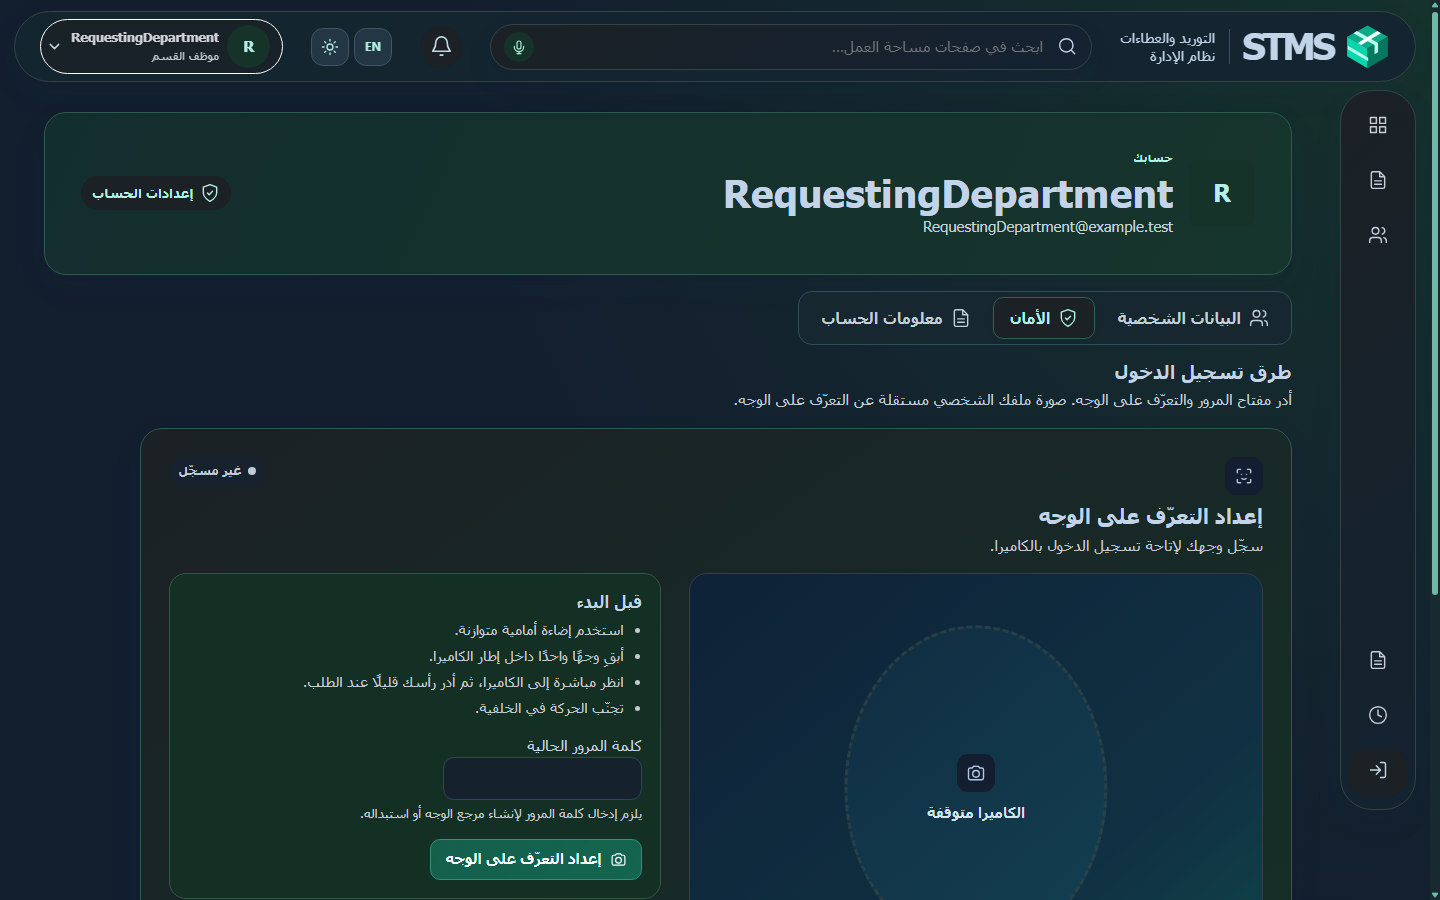 STMS
التوريد والعطاءات
نظام الإدارة
ابحث في صفحات مساحة العمل...
EN
R
RequestingDepartment
موظف القسم
حسابك
R
RequestingDepartment
RequestingDepartment@example.test
إعدادات الحساب
البيانات الشخصية
الأمان
معلومات الحساب
طرق تسجيل الدخول
أدر مفتاح المرور والتعرّف على الوجه. صورة ملفك الشخصي مستقلة عن التعرّف على الوجه.
غير مسجّل
إعداد التعرّف على الوجه
سجّل وجهك لإتاحة تسجيل الدخول بالكاميرا.
الكاميرا متوقفة
قبل البدء
استخدم إضاءة أمامية متوازنة.
أبقِ وجهًا واحدًا داخل إطار الكاميرا.
انظر مباشرة إلى الكاميرا، ثم أدر رأسك قليلًا عند الطلب.
تجنّب الحركة في الخلفية.
كلمة المرور الحالية
يلزم إدخال كلمة المرور لإنشاء مرجع الوجه أو استبداله.
إعداد التعرّف على الوجه